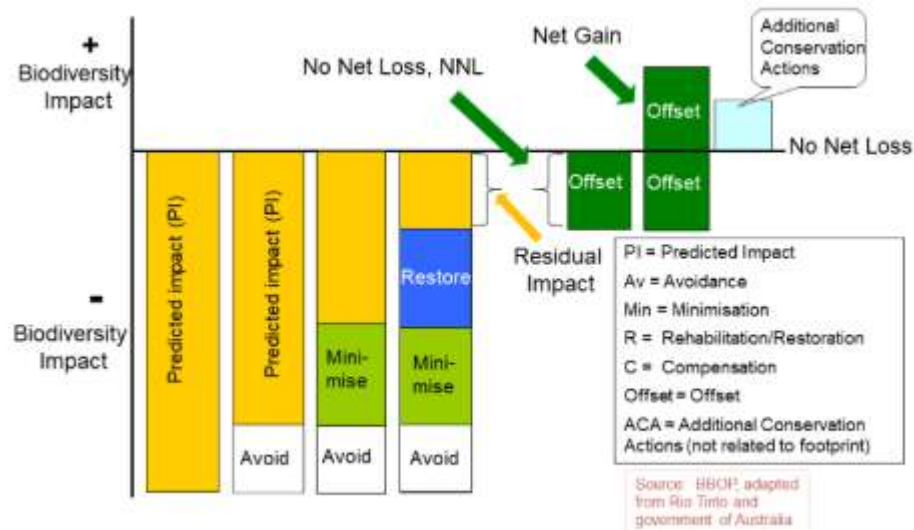 +
Biodiversity
Impact
No Net Loss, NNL
Net Gain
Additional
Conservation
Actions
Offset
No Net Loss
Predicted impact (PI)
Predicted impact (PI)
Offset
Offset
Residual
Impact
Restore
-
Biodiversity
Impact
Mini-
mise
Mini-
mise
Avoid
Avoid
Avoid
PI = Predicted Impact
Av = Avoidance
Min = Minimisation
R = Rehabilitation/Restoration
C = Compensation
Offset = Offset
ACA = Additional Conservation
Actions (not related to footprint)
Source: BBOP, adapted
from Rio Tinto and
government of Australia